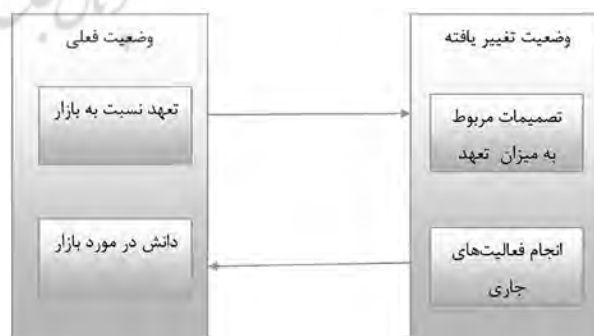 وضعیت تغییر یافته
تصمیمات مربوط
به میزان تعهد
انجام فعالیت‌های
جاری
وضعیت فعلی
تعهد نسبت به بازار
دانش در مورد بازار